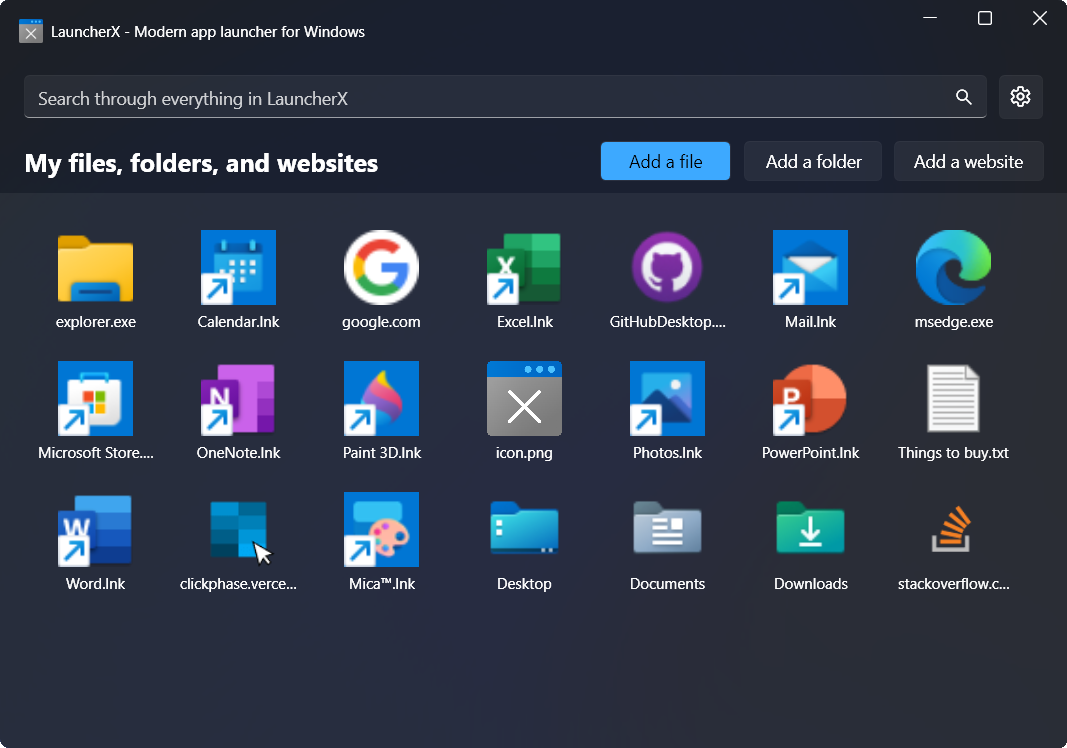 LauncherX - Modern app launcher for Windows
Search through everything in LauncherX
My files, folders, and websites
Add a file
Add a folder
Add a website
explorer.exe
Calendar.lnk
google.com
Excel.lnk
GitHubDesktop....
Mail.lnk
msedge.exe
Microsoft Store....
OneNote.lnk
Paint 3D.lnk
icon.png
Photos.lnk
PowerPoint.lnk
Things to buy.txt
Word.lnk
clickphase.verce...
Mica™.lnk
Desktop
Documents
Downloads
stackoverflow.c...